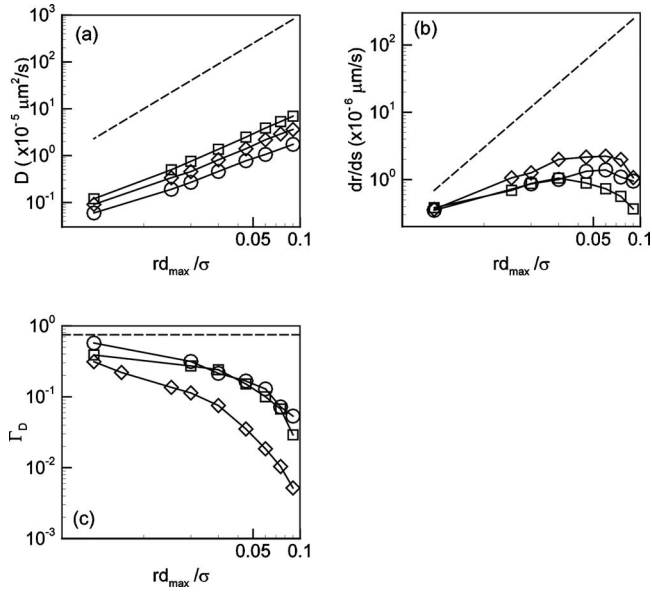 (a)
D ( x10⁻⁵ μm²/s)
10³
10²
10¹
10⁰
10⁻¹
0.05 0.1
rd_max/σ
(b)
dr/ds (x10⁻⁶ μm/s)
10²
10¹
10⁰
0.05 0.1
rd_max/σ
(c)
Γ_D
10⁰
10⁻¹
10⁻²
10⁻³
0.05 0.1
rd_max/σ